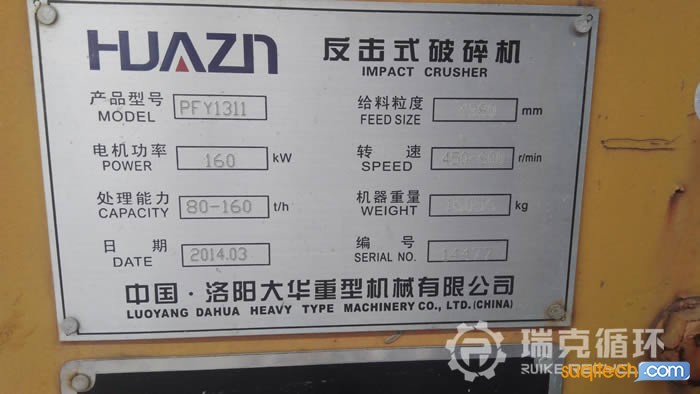 HUAZN 反击式破碎机
IMPACT CRUSHER
产品型号 PFY1311 给料粒度 mm
MODEL FEED SIZE
电机功率 160 kW 转速 r/min
POWER SPEED
处理能力 80-160 t/h 机器重量 kg
CAPACITY WEIGHT
日期 2014.03 编号
DATE SERIAL NO.
中国·洛阳大华重型机械有限公司
LUOYANG DAHUA HEAVY TYPE MACHINERY CO., LTD.(CHINA)
瑞克循环
.com